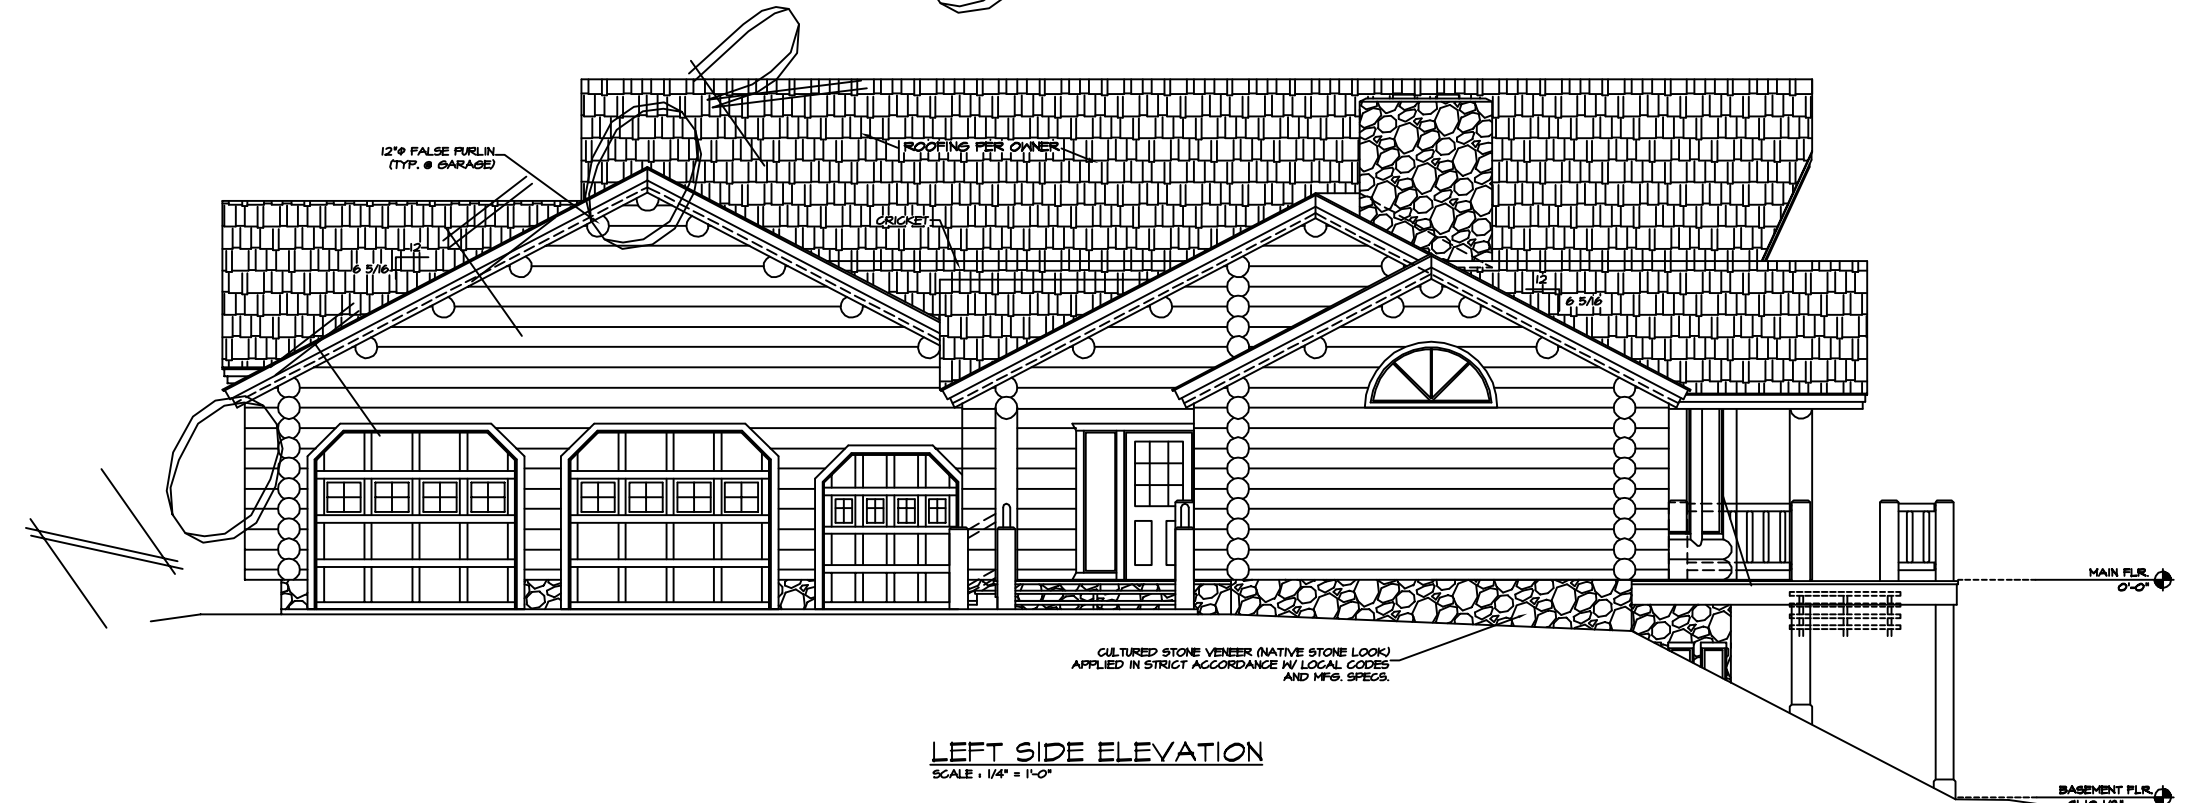 12"Φ FALSE PURLIN
(TYP. @ GARAGE)
ROOFING PER OWNER
CRICKET
12
6 5/16
12
6 5/16
MAIN FLR.
0'-0"
CULTURED STONE VENEER (NATIVE STONE LOOK)
APPLIED IN STRICT ACCORDANCE W/ LOCAL CODES
AND MFG. SPECS.
LEFT SIDE ELEVATION
SCALE : 1/4" = 1'-0"
BASEMENT FLR.